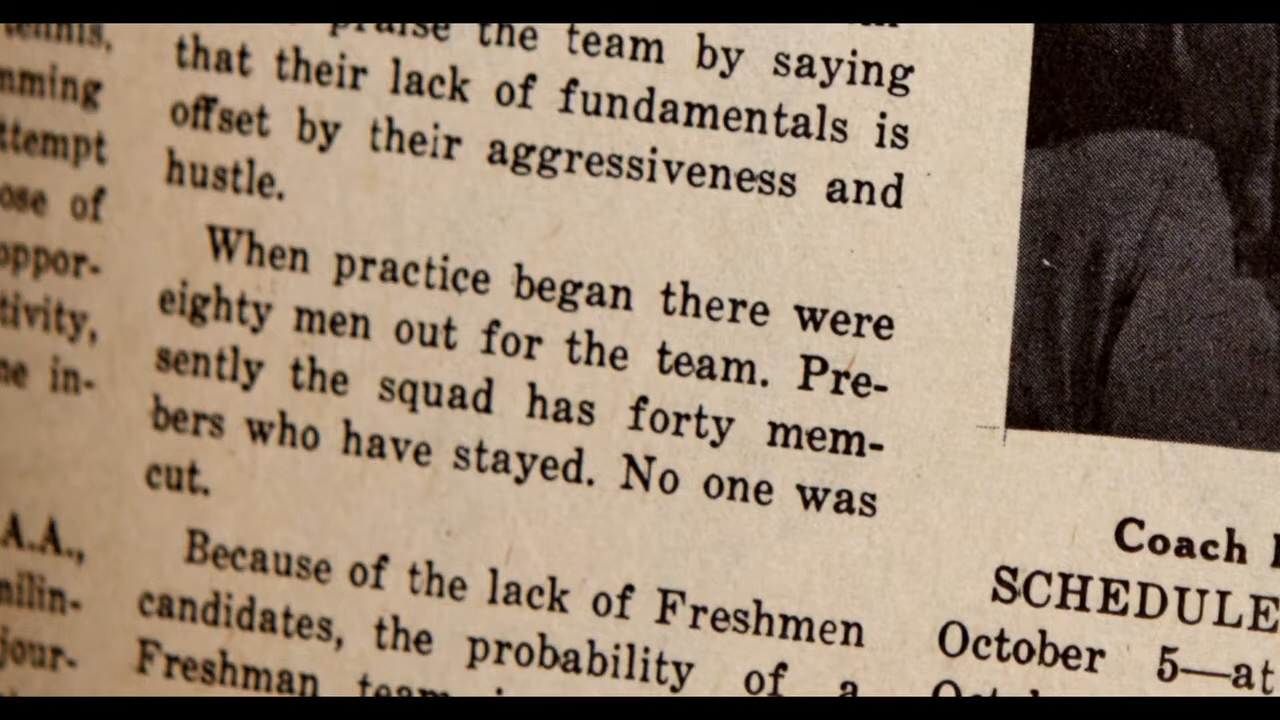 tennis,
mming
ttempt
ose of
oppor-
tivity,
ne in-
A.A.,
nilin-
jour-
praise the team by saying
that their lack of fundamentals is
offset by their aggressiveness and
hustle.
When practice began there were
eighty men out for the team. Pre-
sently the squad has forty mem-
bers who have stayed. No one was
cut.
Because of the lack of Freshmen
candidates, the probability of a
Freshman team
Coach
SCHEDULE
October 5—at